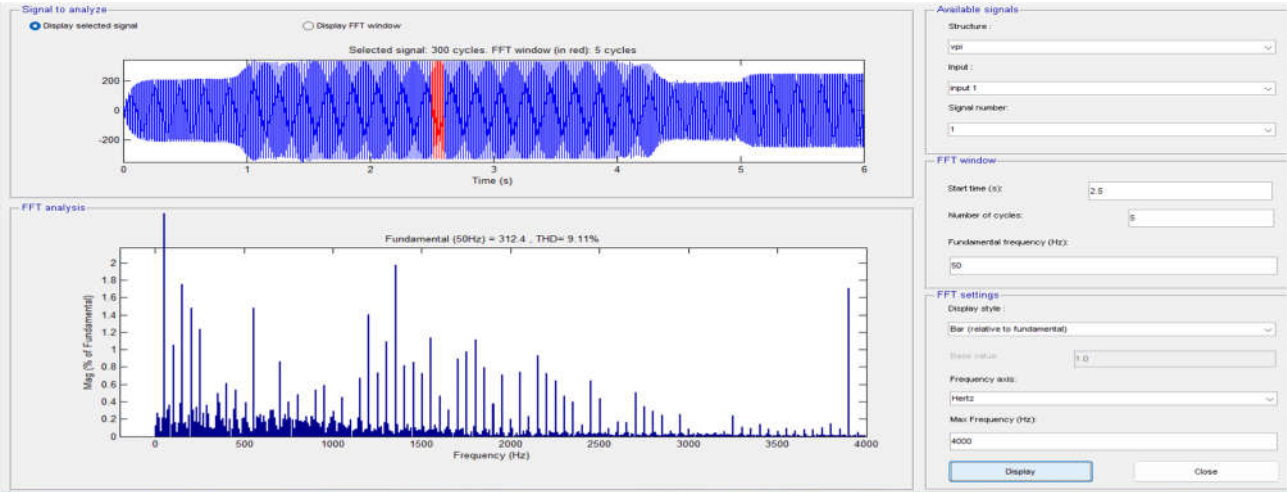 Signal to analyze
Display selected signal
Display FFT window
Selected signal: 300 cycles. FFT window (in red): 5 cycles
200
0
-200
0 1 2 3 4 5 6
Time (s)
FFT analysis
Fundamental (50Hz) = 312.4 , THD= 9.11%
Mag (% of Fundamental)
2
1.8
1.6
1.4
1.2
1
0.8
0.6
0.4
0.2
0
0 500 1000 1500 2000 2500 3000 3500 4000
Frequency (Hz)
Available signals
Structure :
vpi
Input :
input 1
Signal number:
1
FFT window
Start time (s): 2.5
Number of cycles: 5
Fundamental frequency (Hz):
50
FFT settings
Display style :
Bar (relative to fundamental)
Base value: 1.0
Frequency axis:
Hertz
Max Frequency (Hz):
4000
Display Close